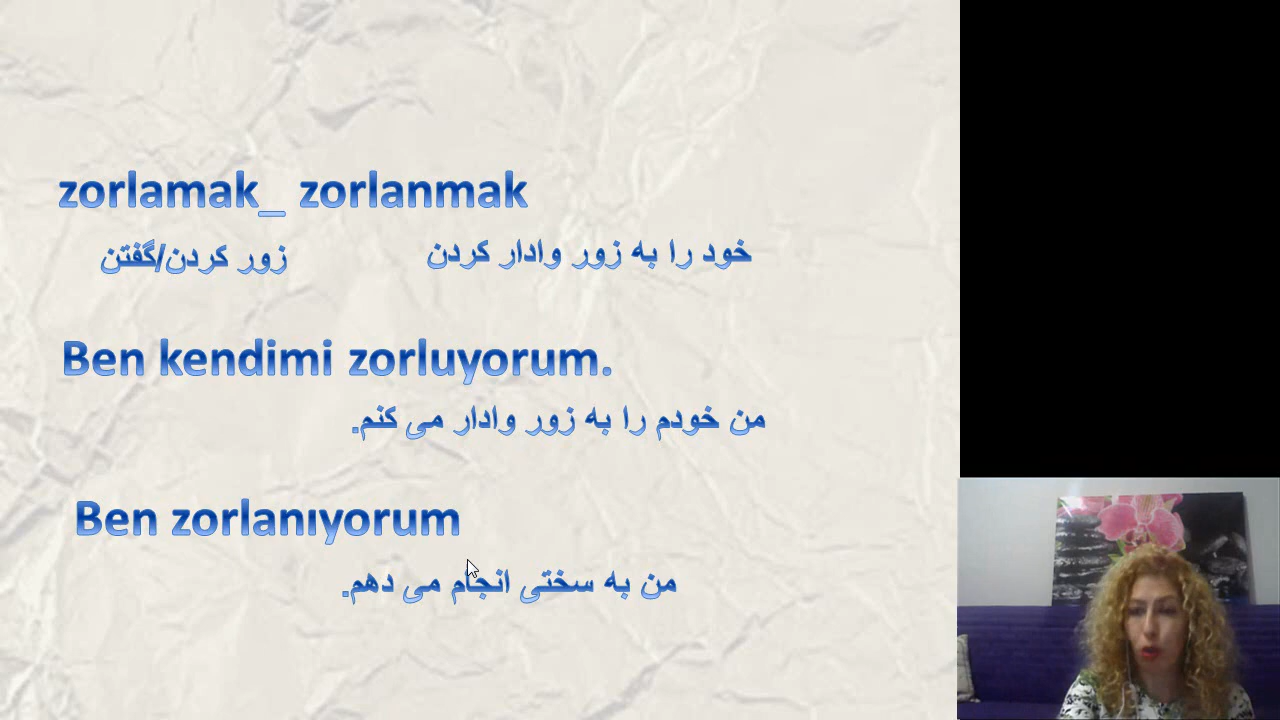 zorlamak_ zorlanmak
زور کردن/گفتن خود را به زور وادار کردن
Ben kendimi zorluyorum.
من خودم را به زور وادار می کنم.
Ben zorlanıyorum
من به سختی انجام می دهم.